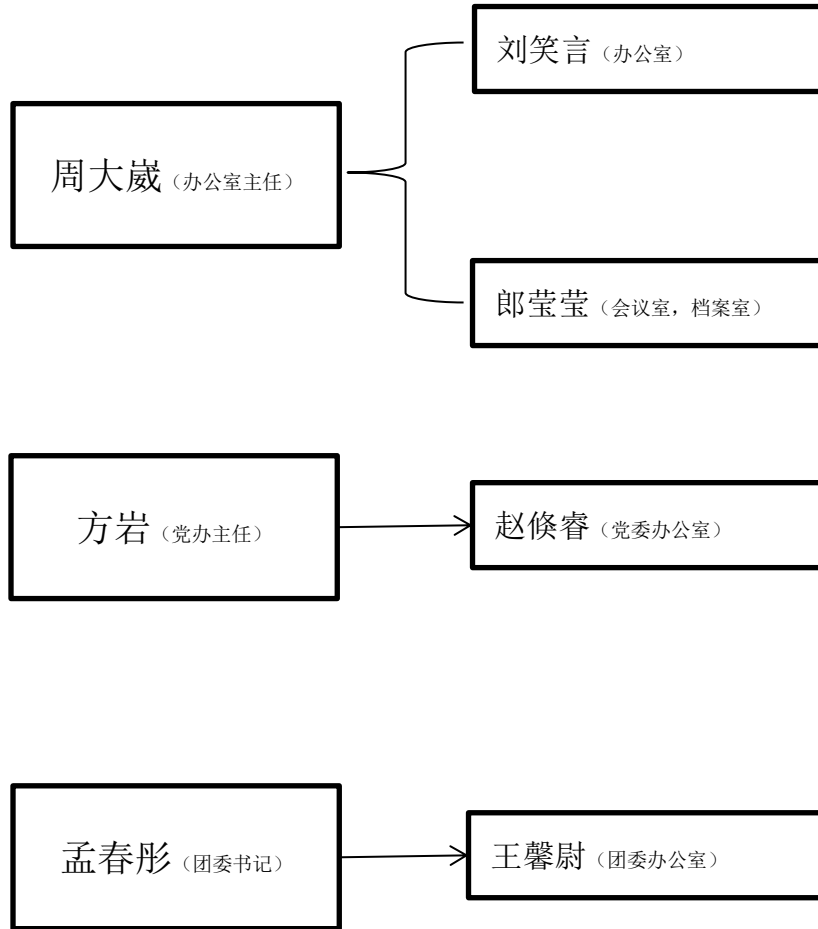 刘笑言（办公室）
周大崴（办公室主任）
郎莹莹（会议室，档案室）
方岩（党办主任）
赵倏睿（党委办公室）
孟春彤（团委书记）
王馨尉（团委办公室）